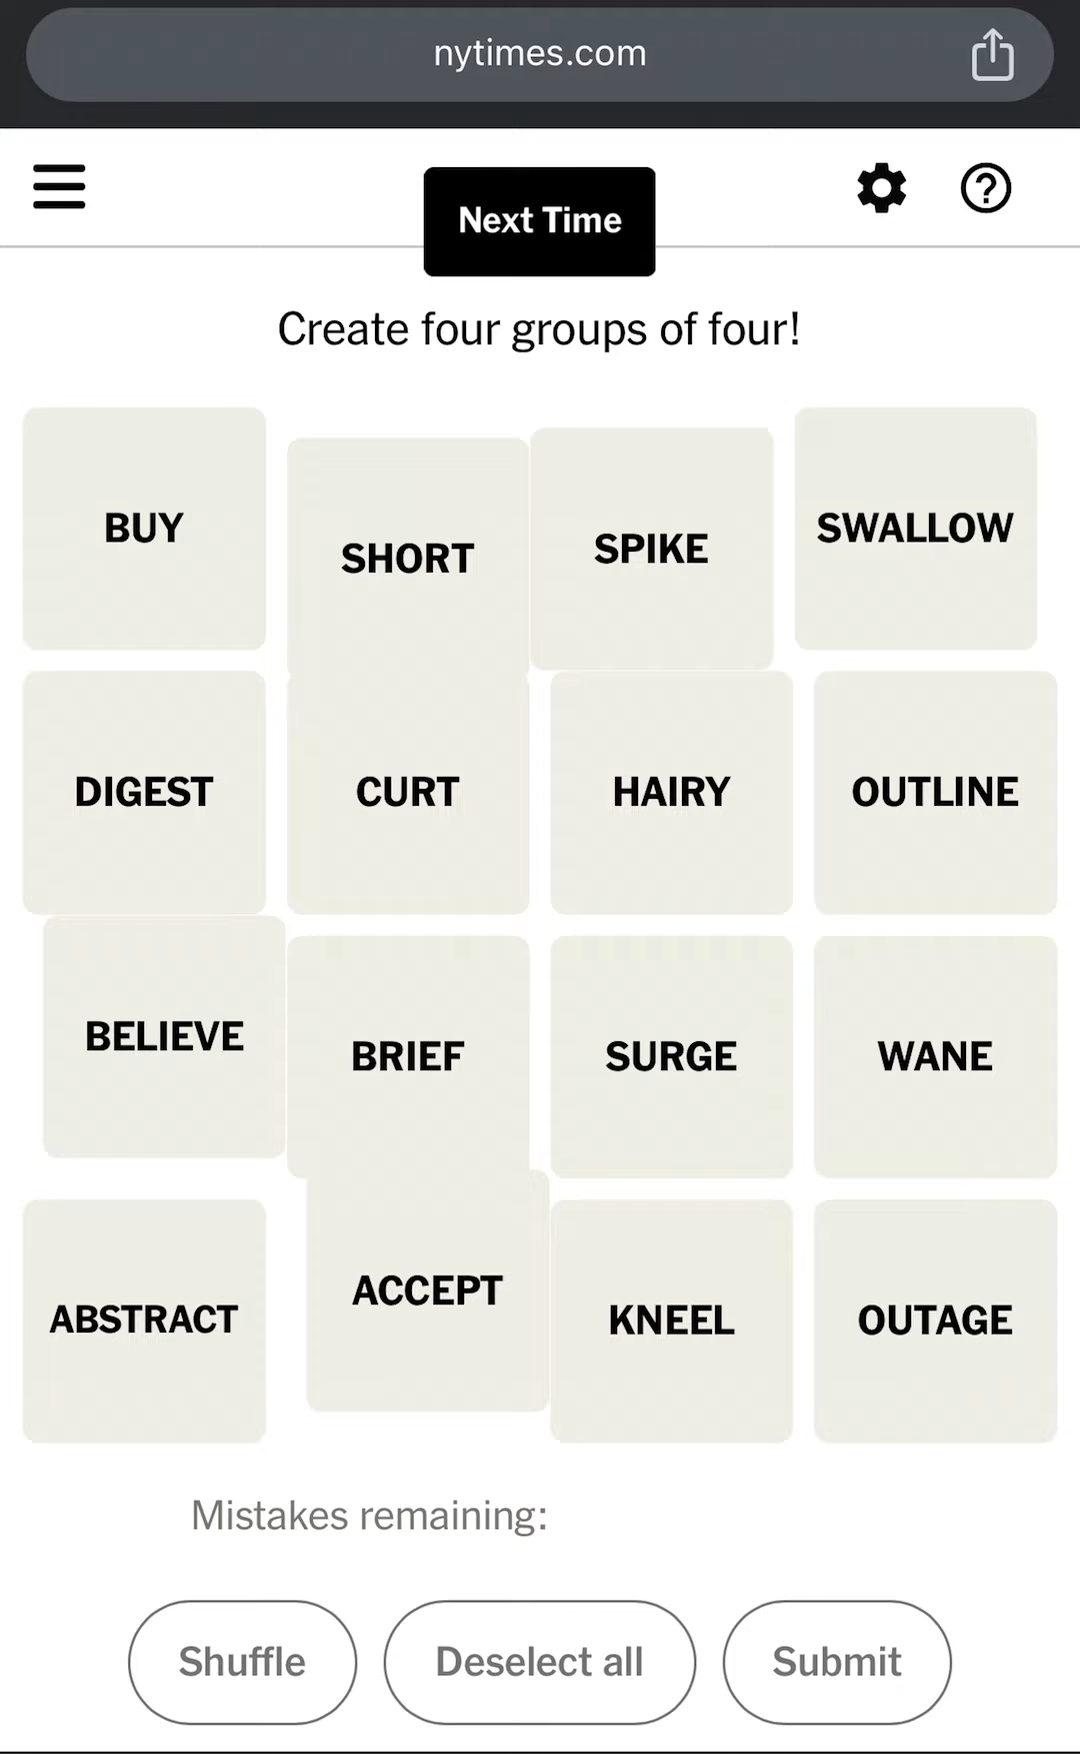 nytimes.com
Next Time
Create four groups of four!
BUY
SHORT
SPIKE
SWALLOW
DIGEST
CURT
HAIRY
OUTLINE
BELIEVE
BRIEF
SURGE
WANE
ABSTRACT
ACCEPT
KNEEL
OUTAGE
Mistakes remaining:
Shuffle
Deselect all
Submit